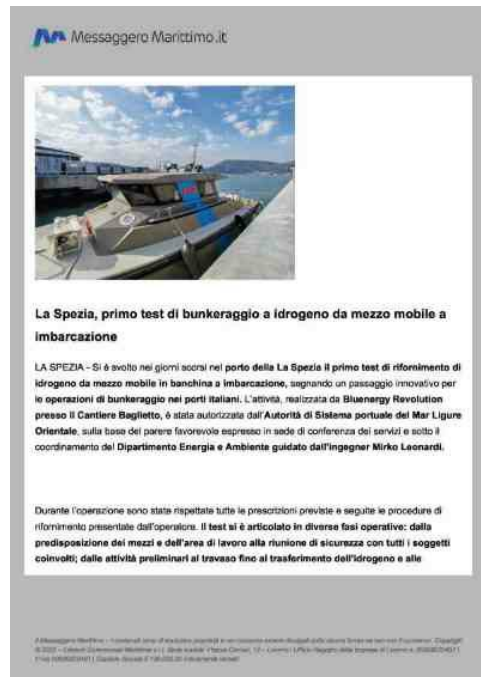 Messaggero Marittimo.it
La Spezia, primo test di bunkeraggio a idrogeno da mezzo mobile a
imbarcazione
LA SPEZIA – Si è svolto nei giorni scorsi nel porto della La Spezia il primo test di rifornimento di
idrogeno da mezzo mobile in banchina a imbarcazione, segnando un passaggio innovativo per
le operazioni di bunkeraggio nei porti italiani. L'attività, realizzata da Bluenergy Revolution
presso il Cantiere Baglietto, è stata autorizzata dall'Autorità di Sistema portuale del Mar Ligure
Orientale, sulla base del parere favorevole espresso in sede di conferenza dei servizi e sotto il
coordinamento del Dipartimento Energia e Ambiente guidato dall'ingegner Mirko Leonardi.
Durante l'operazione sono state rispettate tutte le prescrizioni previste e seguite le procedure di
rifornimento presentate dall'operatore. Il test si è articolato in diverse fasi operative: dalla
predisposizione dei mezzi e dell'area di lavoro alla riunione di sicurezza con tutti i soggetti
coinvolti; dalle attività preliminari al travaso fino al trasferimento dell'idrogeno e alle